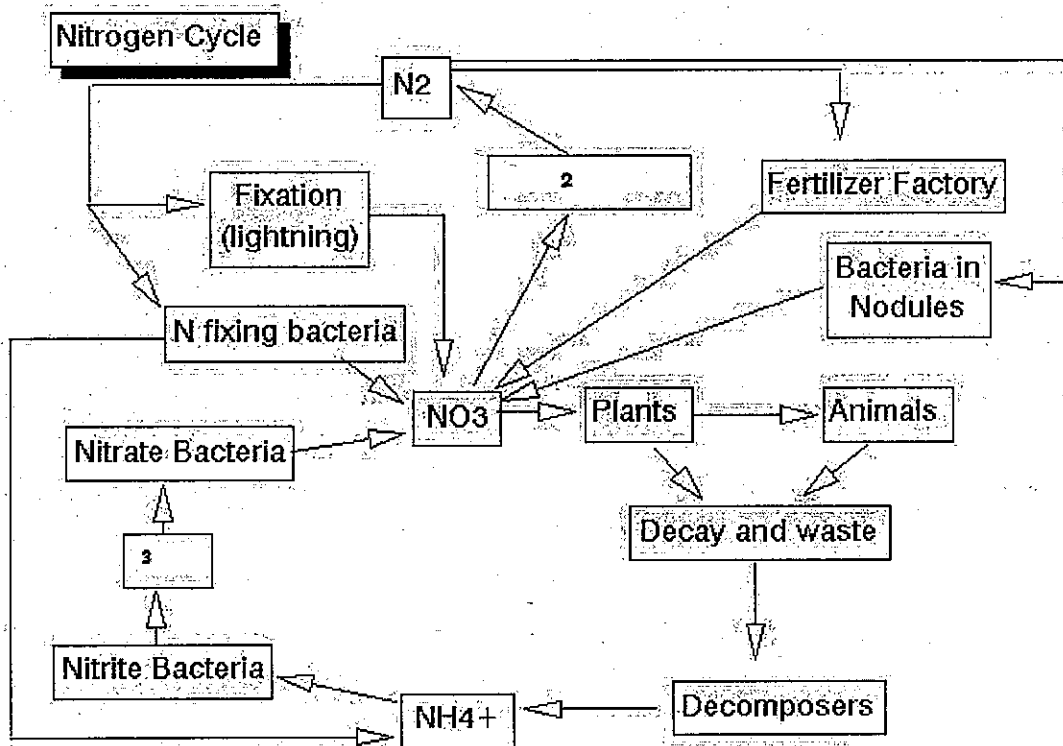 Nitrogen Cycle
N2
2
Fertilizer Factory
Fixation
(lightning)
Bacteria in
Nodules
N fixing bacteria
NO3
Plants
Animals
Nitrate Bacteria
Decay and waste
3
Nitrite Bacteria
NH4+
Decomposers